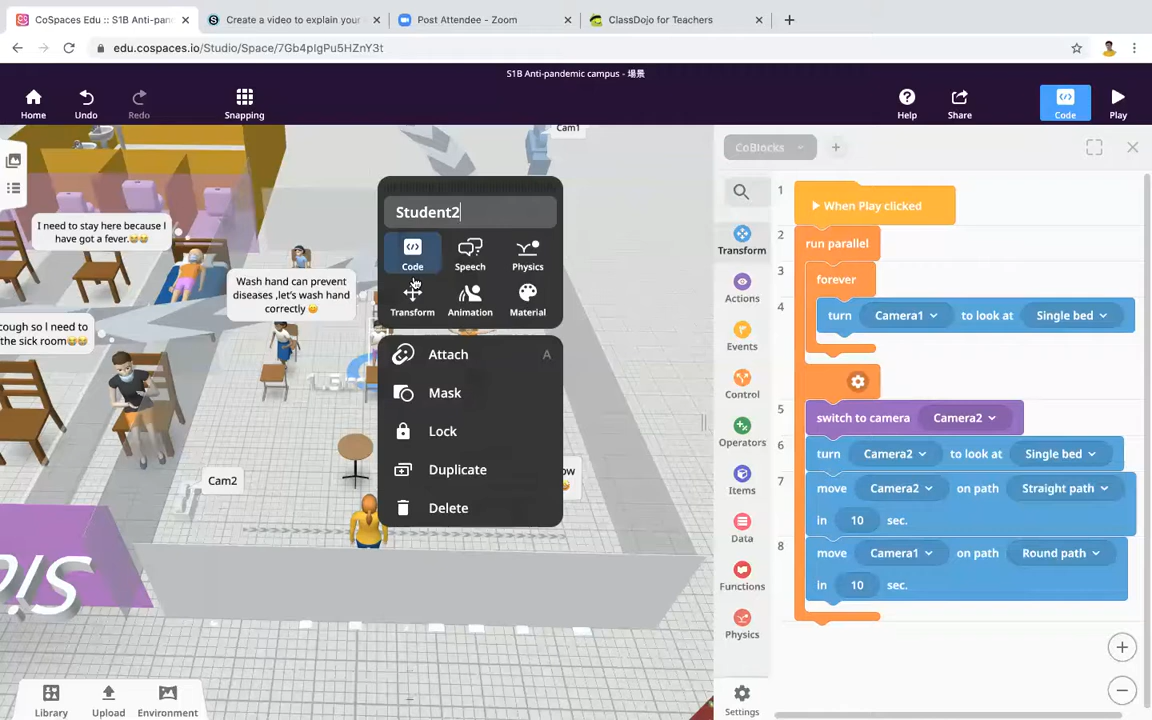 CoSpaces Edu :: S1B Anti-pan
Create a video to explain your
Post Attendee - Zoom
ClassDojo for Teachers
edu.cospaces.io/Studio/Space/7Gb4pIgPu5HZnY3t
S1B Anti-pandemic campus - 場景
Home
Undo
Redo
Snapping
Help
Share
Code
Play
Cam1
I need to stay here because I
have got a fever.😭😭
Wash hand can prevent
diseases ,let's wash hand
correctly 🙂
cough so I need to
the sick room😭😭
Cam2
ow
Student2
Code
Speech
Physics
Transform
Animation
Material
Attach
A
Mask
Lock
Duplicate
Delete
CoBlocks
Transform
Actions
Events
Control
Operators
Items
Data
Functions
Physics
Settings
1
When Play clicked
2
run parallel
3
forever
4
turn Camera1 to look at Single bed
5
switch to camera Camera2
6
turn Camera2 to look at Single bed
7
move Camera2 on path Straight path
in 10 sec.
8
move Camera1 on path Round path
in 10 sec.
Library
Upload
Environment